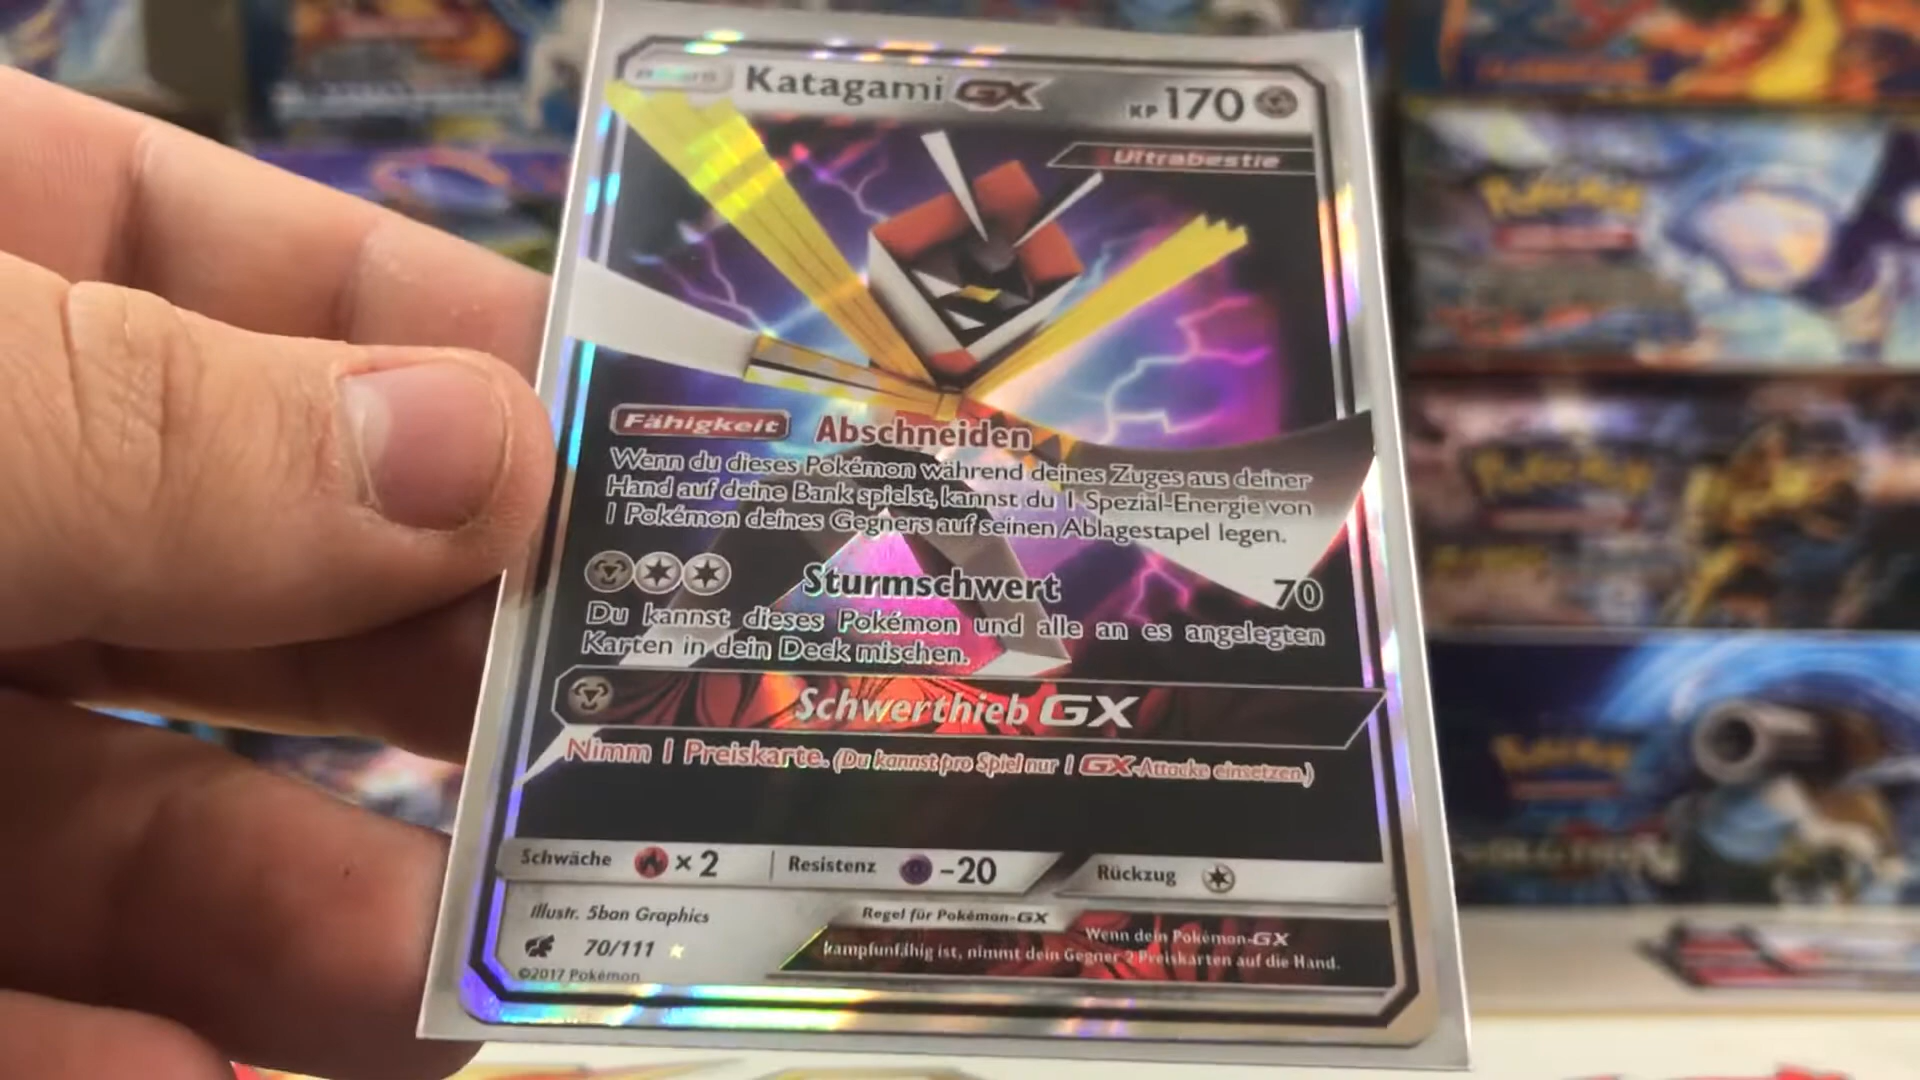 Katagami GX
KP 170
Ultrabestie
Fähigkeit Abschneiden
Wenn du dieses Pokémon während deines Zuges aus deiner
Hand auf deine Bank spielst, kannst du 1 Spezial-Energie von
1 Pokémon deines Gegners auf seinen Ablagestapel legen.
Sturmschwert 70
Du kannst dieses Pokémon und alle an es angelegten
Karten in dein Deck mischen.
Schwerthieb GX
Nimm 1 Preiskarte. (Du kannst pro Spiel nur 1 GX-Attacke einsetzen.)
Schwäche ×2 Resistenz -20 Rückzug
Illustr. 5ban Graphics
70/111
©2017 Pokémon
Regel für Pokémon-GX
Wenn dein Pokémon-GX
kampfunfähig ist, nimmt dein Gegner 2 Preiskarten auf die Hand.
Pokémon
Pokémon
Pokémon